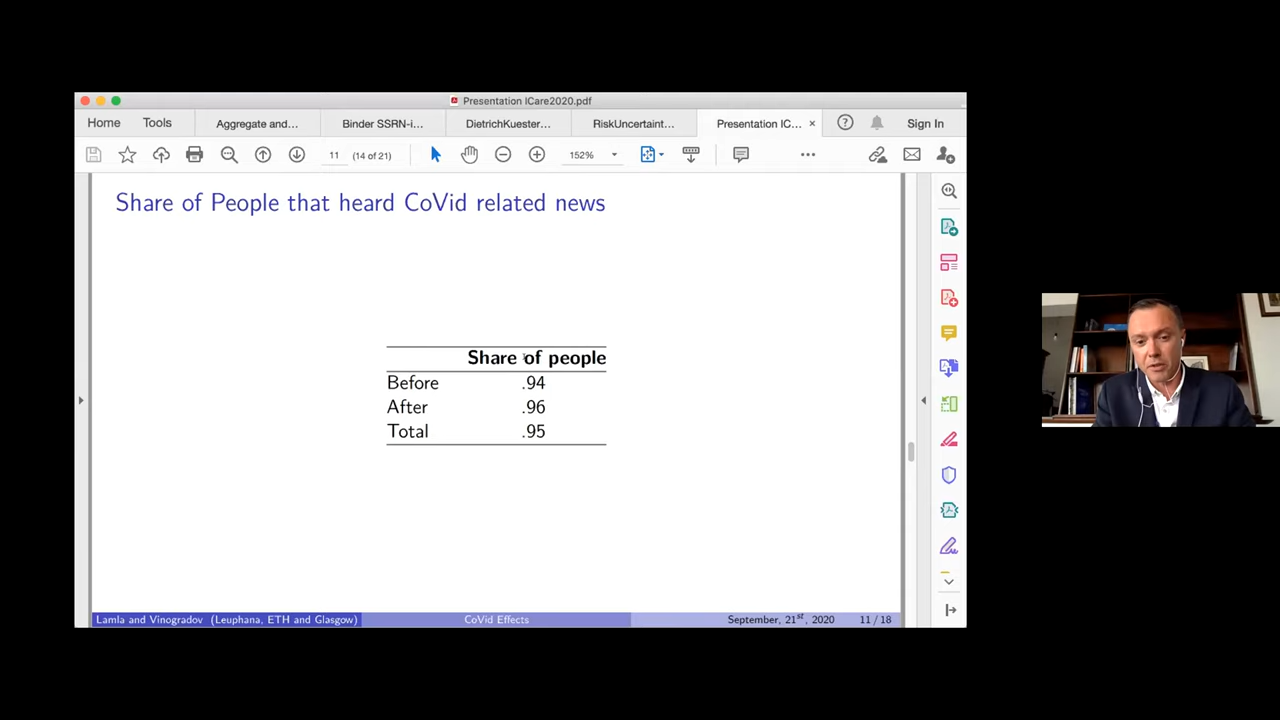 Presentation ICare2020.pdf
Home Tools Aggregate and... Binder SSRN-i... DietrichKuester... RiskUncertaint... Presentation IC... × Sign In
11 (14 of 21) 152%
Share of People that heard CoVid related news
Share of people
Before .94
After .96
Total .95
Lamla and Vinogradov (Leuphana, ETH and Glasgow) CoVid Effects September, 21st, 2020 11 / 18